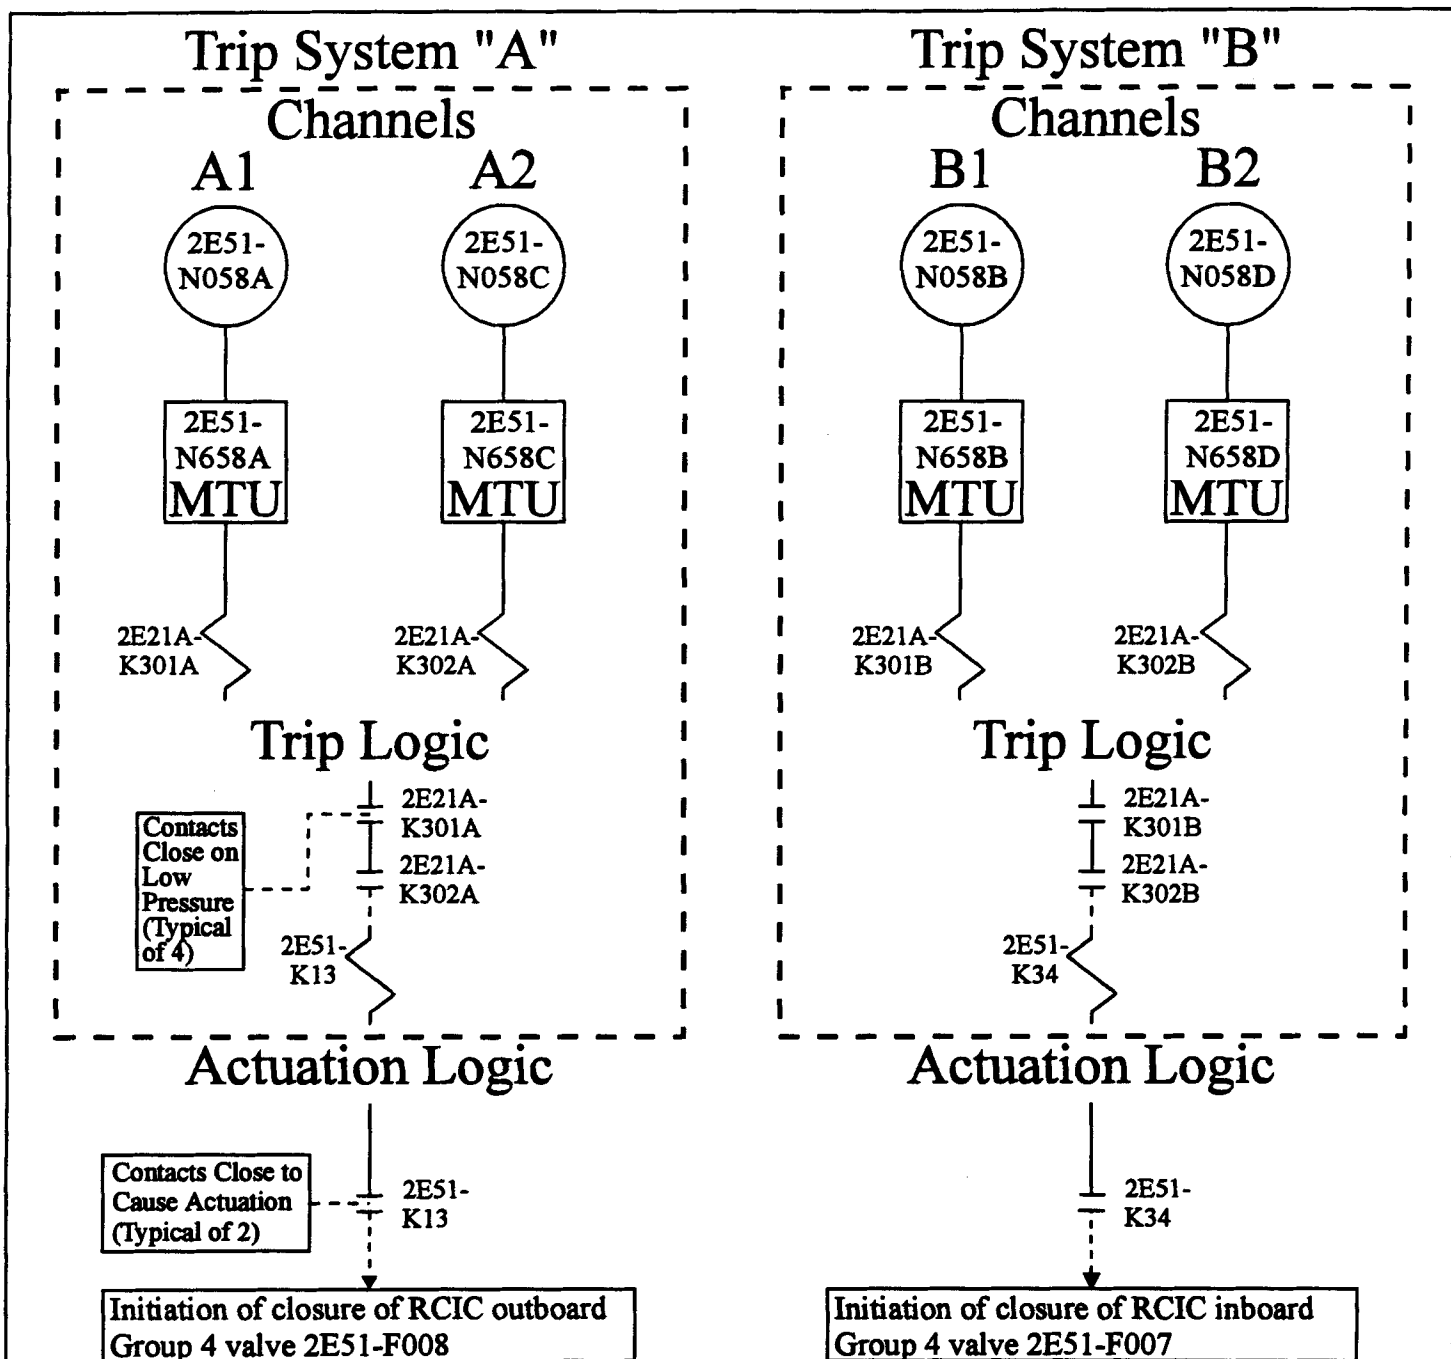 Trip System "A"
Channels
A1
A2
2E51-
N058A
2E51-
N058C
2E51-
N658A
MTU
2E51-
N658C
MTU
2E21A-
K301A
2E21A-
K302A
Trip Logic
2E21A-
K301A
Contacts
Close on
Low
Pressure
(Typical
of 4)
2E21A-
K302A
2E51-
K13
Actuation Logic
Contacts Close to
Cause Actuation
(Typical of 2)
2E51-
K13
Initiation of closure of RCIC outboard
Group 4 valve 2E51-F008
Trip System "B"
Channels
B1
B2
2E51-
N058B
2E51-
N058D
2E51-
N658B
MTU
2E51-
N658D
MTU
2E21A-
K301B
2E21A-
K302B
Trip Logic
2E21A-
K301B
2E21A-
K302B
2E51-
K34
Actuation Logic
2E51-
K34
Initiation of closure of RCIC inboard
Group 4 valve 2E51-F007